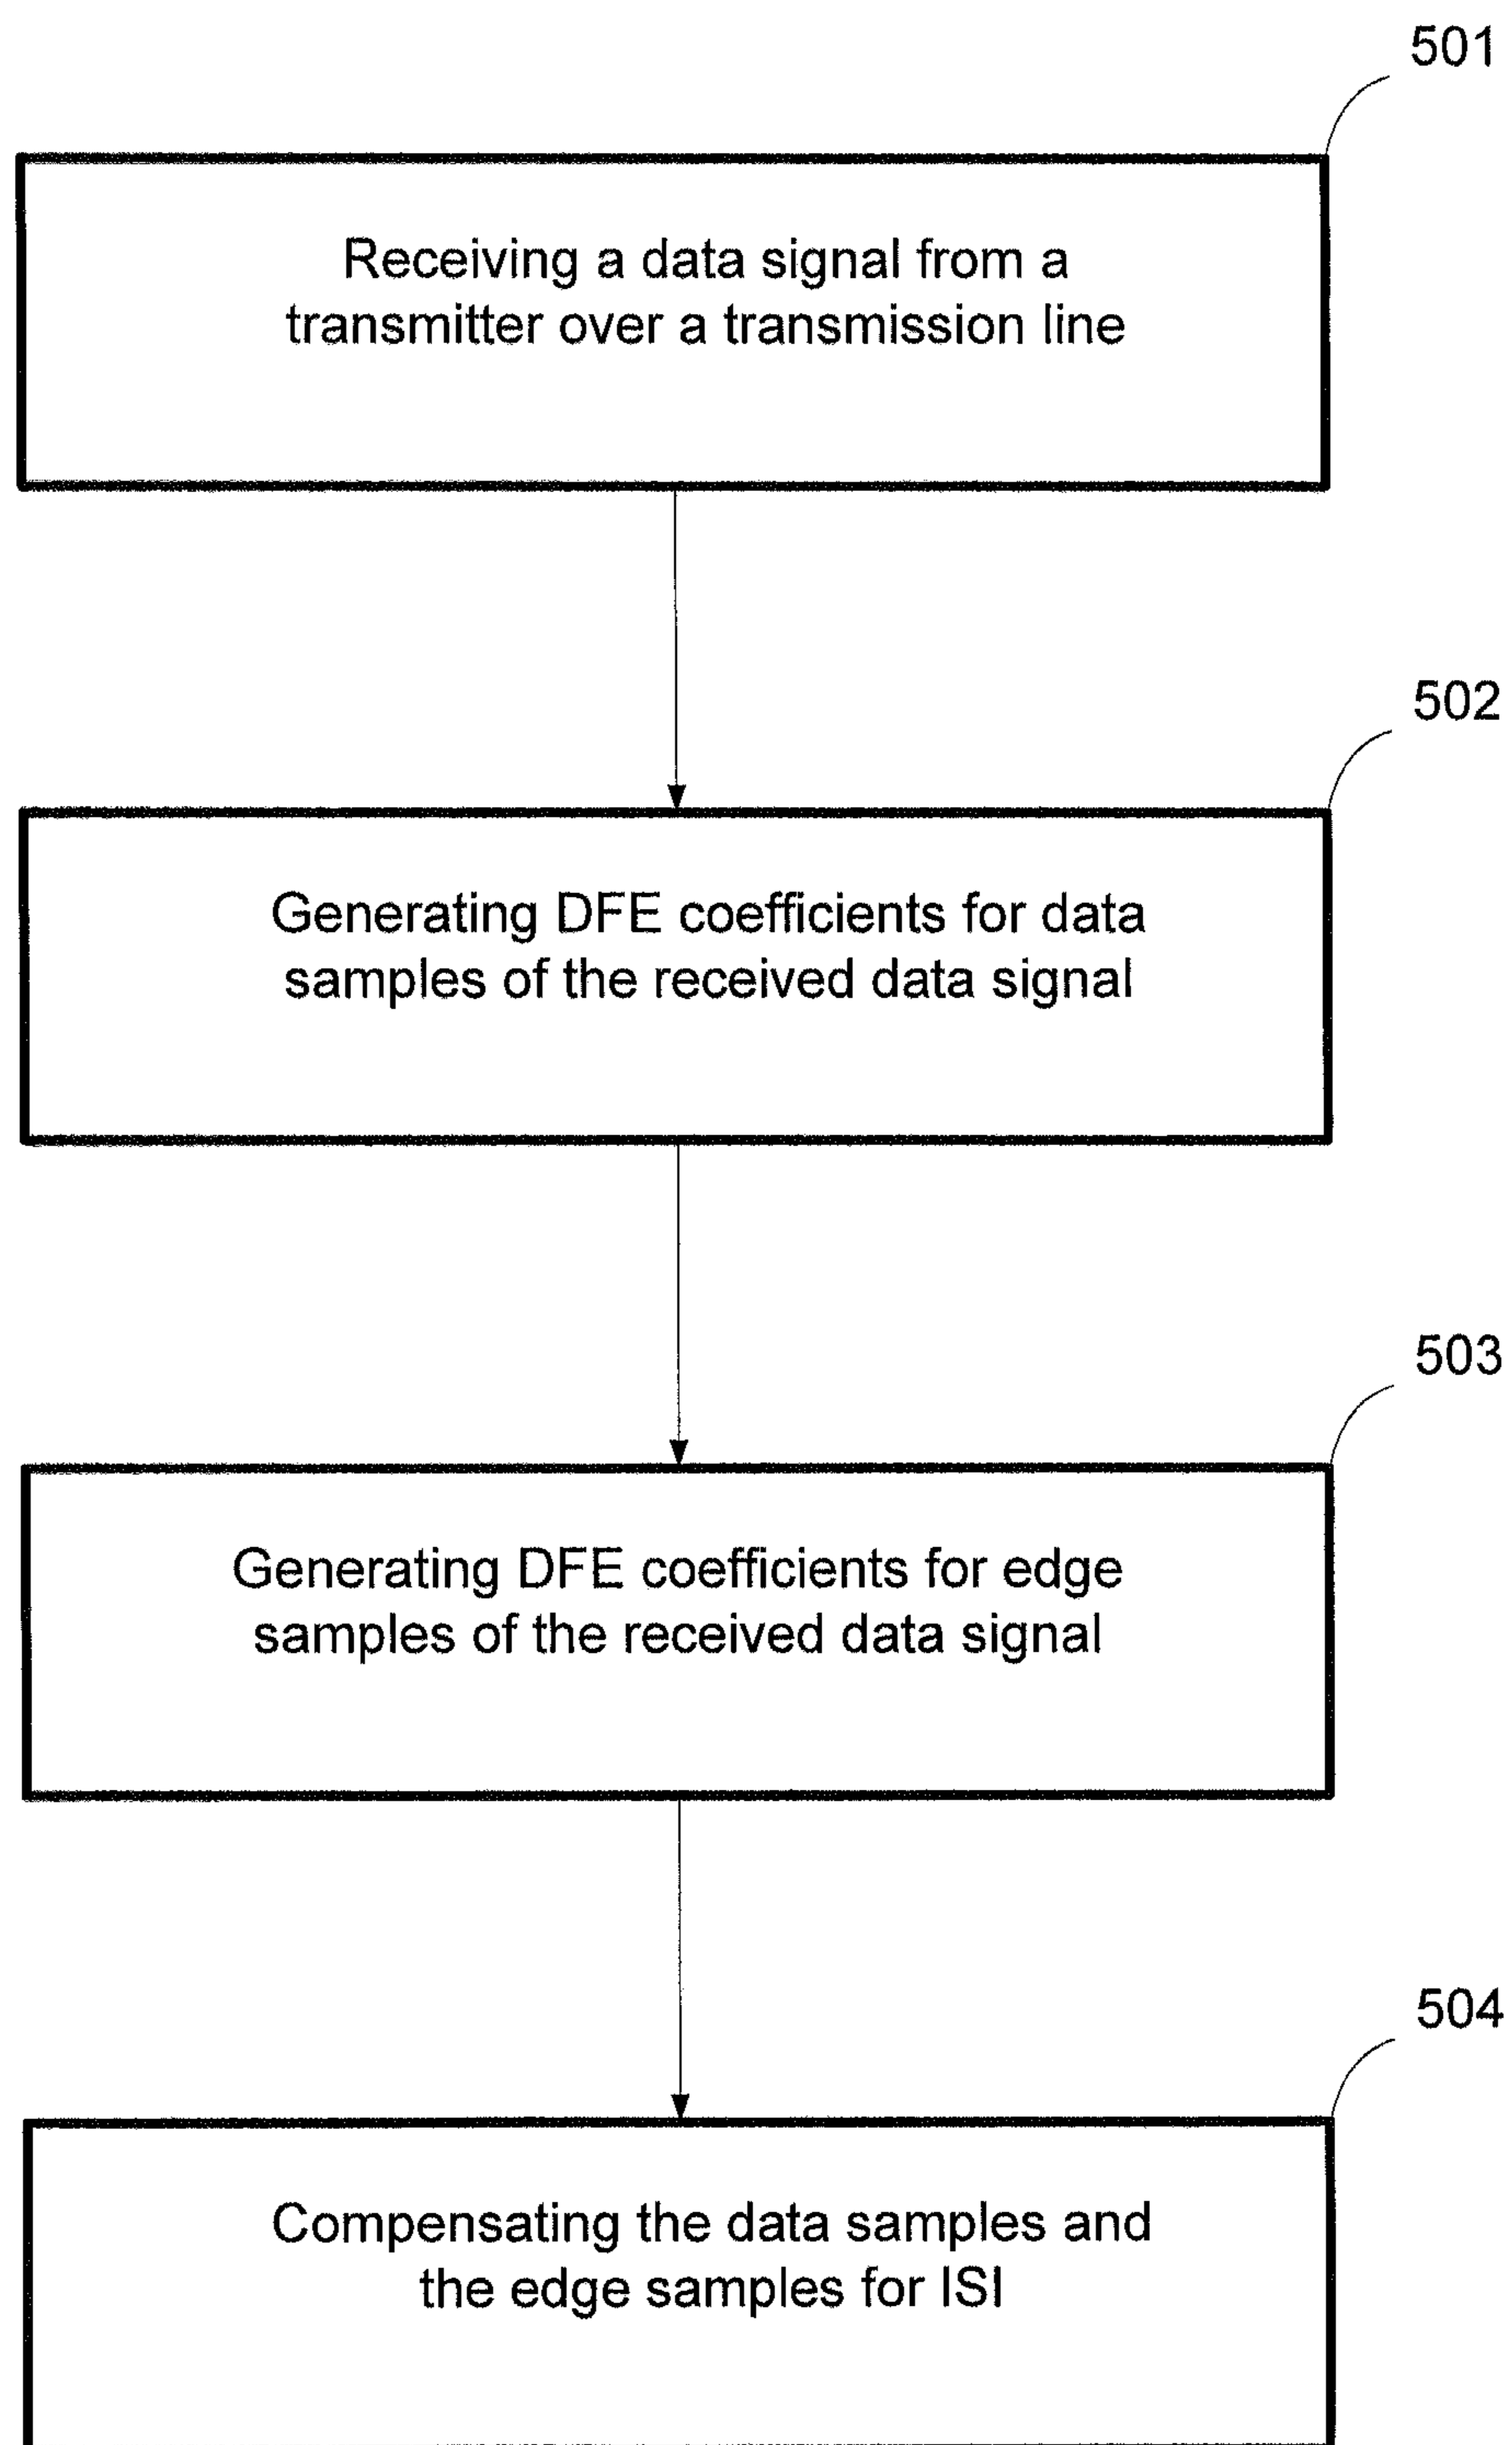 501
Receiving a data signal from a
transmitter over a transmission line
502
Generating DFE coefficients for data
samples of the received data signal
503
Generating DFE coefficients for edge
samples of the received data signal
504
Compensating the data samples and
the edge samples for ISI